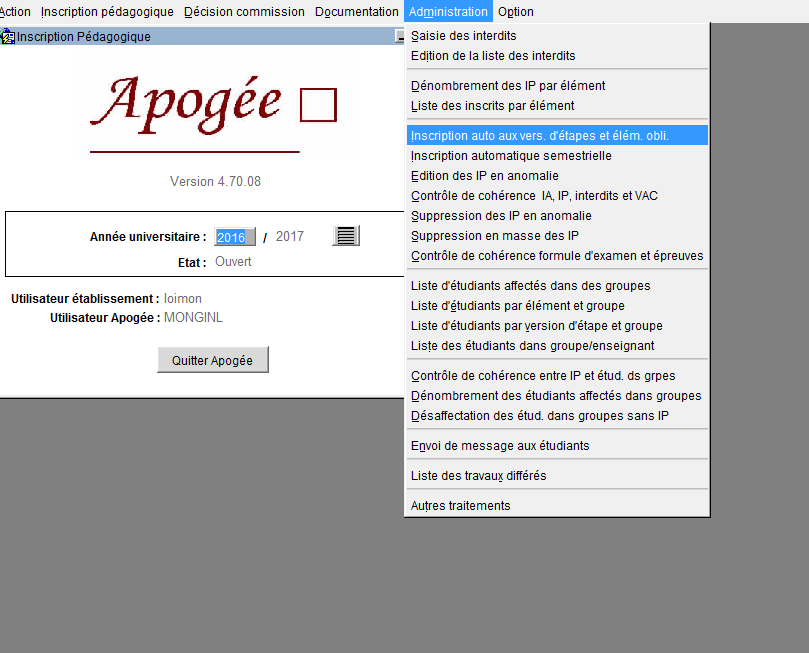 Action Inscription pédagogique Décision commission Documentation Administration Option
Inscription Pédagogique
Apogée
Version 4.70.08
Année universitaire : 2016 / 2017
Etat : Ouvert
Utilisateur établissement : loimon
Utilisateur Apogée : MONGINL
Quitter Apogée
Saisie des interdits
Edition de la liste des interdits
Dénombrement des IP par élément
Liste des inscrits par élément
Inscription auto aux vers. d'étapes et élém. obli.
Inscription automatique semestrielle
Edition des IP en anomalie
Contrôle de cohérence IA, IP, interdits et VAC
Suppression des IP en anomalie
Suppression en masse des IP
Contrôle de cohérence formule d'examen et épreuves
Liste d'étudiants affectés dans des groupes
Liste d'étudiants par élément et groupe
Liste d'étudiants par version d'étape et groupe
Liste des étudiants dans groupe/enseignant
Contrôle de cohérence entre IP et étud. ds grpes
Dénombrement des étudiants affectés dans groupes
Désaffectation des étud. dans groupes sans IP
Envoi de message aux étudiants
Liste des travaux différés
Autres traitements